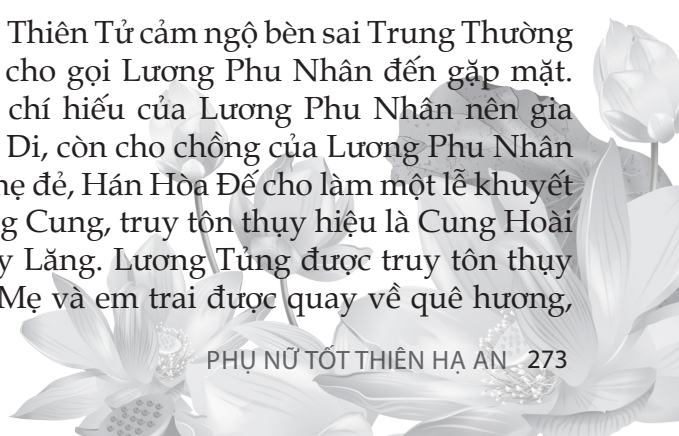 Thiên Tử cảm ngộ bèn sai Trung Thường
cho gọi Lương Phu Nhân đến gặp mặt.
chí hiếu của Lương Phu Nhân nên gia
Di, còn cho chồng của Lương Phu Nhân
mẹ đẻ, Hán Hòa Đế cho làm một lễ khuyết
Cung, truy tôn thụy hiệu là Cung Hoài
Lăng. Lương Tủng được truy tôn thụy
Mẹ và em trai được quay về quê hương,
PHỤ NỮ TỐT THIÊN HẠ AN 273